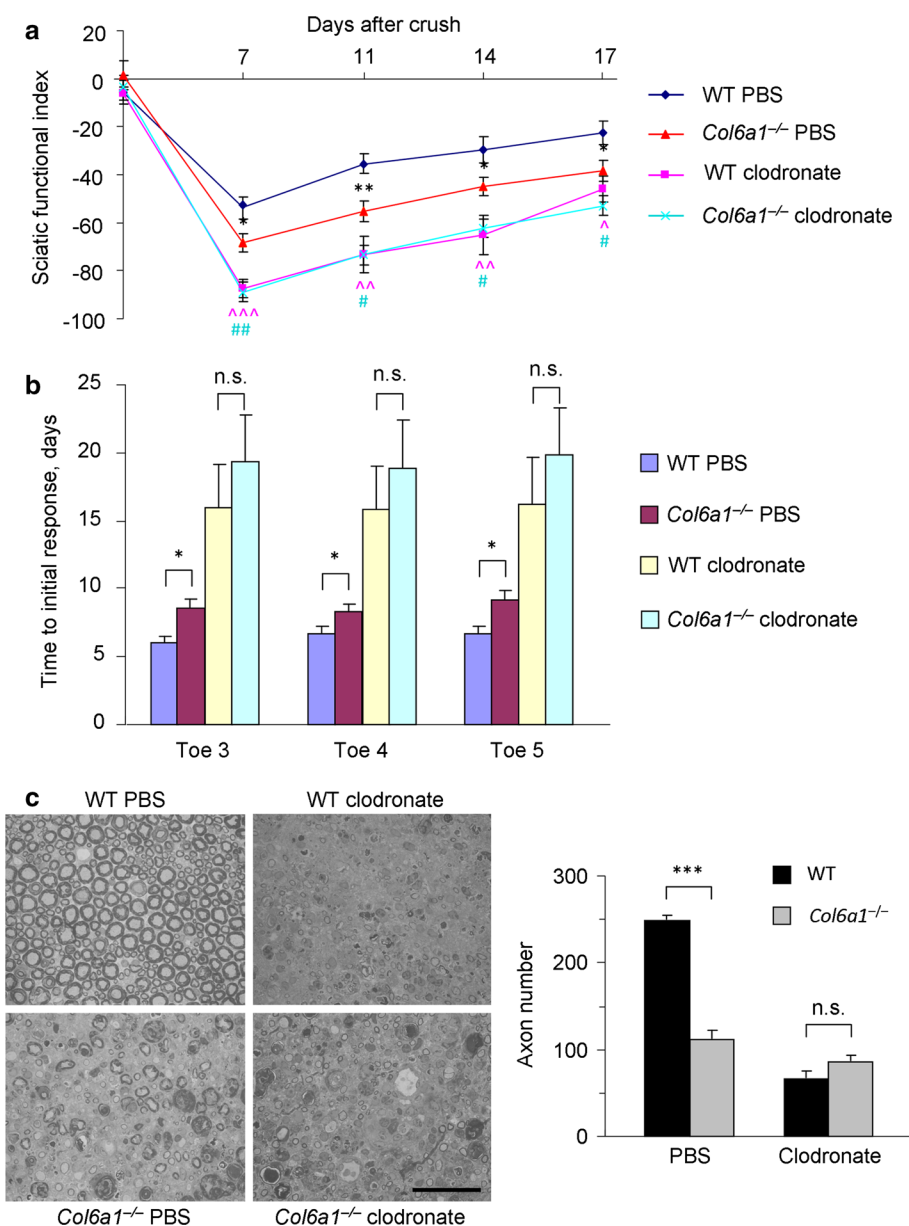 a
Days after crush
7 11 14 17
20
0
-20
-40
-60
-80
-100
Sciatic functional index
* ** * *
^^^ ^^ ^^ ^
## # # #
WT PBS
Col6a1–/– PBS
WT clodronate
Col6a1–/– clodronate
b
25
20
15
10
5
0
Time to initial response, days
n.s. n.s. n.s.
* * *
Toe 3 Toe 4 Toe 5
WT PBS
Col6a1–/– PBS
WT clodronate
Col6a1–/– clodronate
c
WT PBS WT clodronate
Col6a1–/– PBS Col6a1–/– clodronate
300
200
100
0
Axon number
***
n.s.
WT
Col6a1–/–
PBS Clodronate